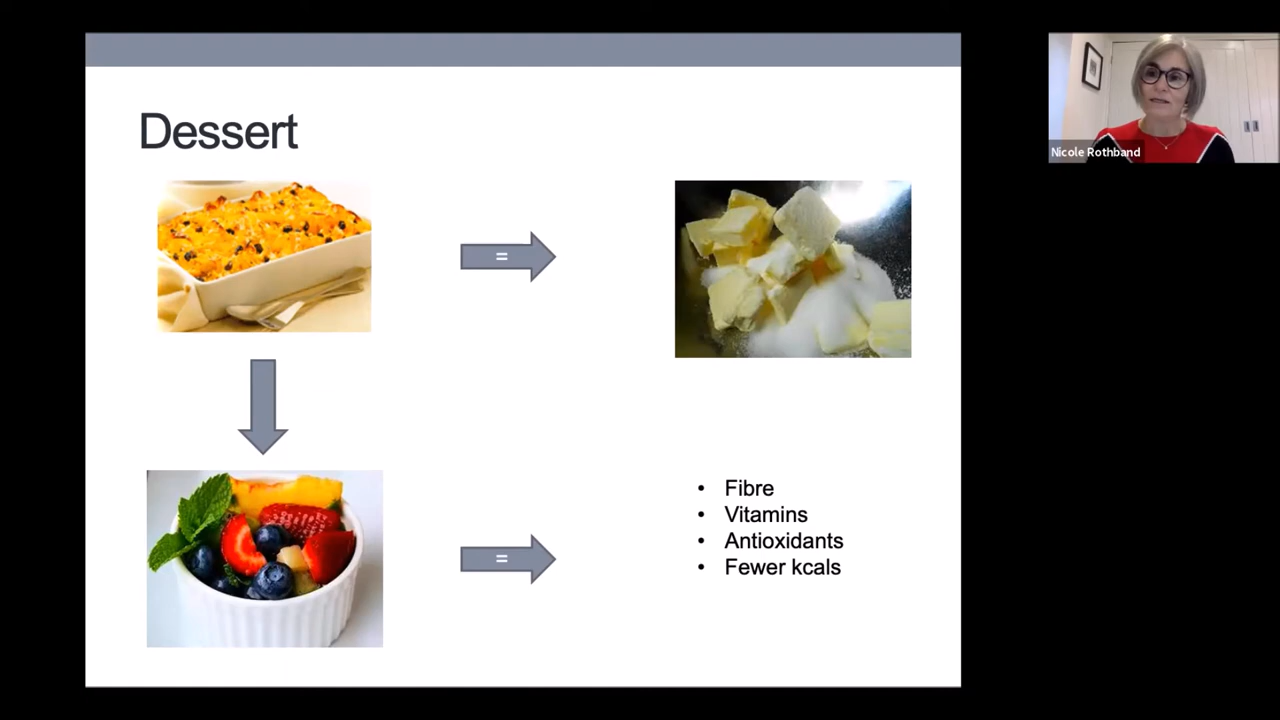 Dessert
Nicole Rothband
=
=
• Fibre
• Vitamins
• Antioxidants
• Fewer kcals